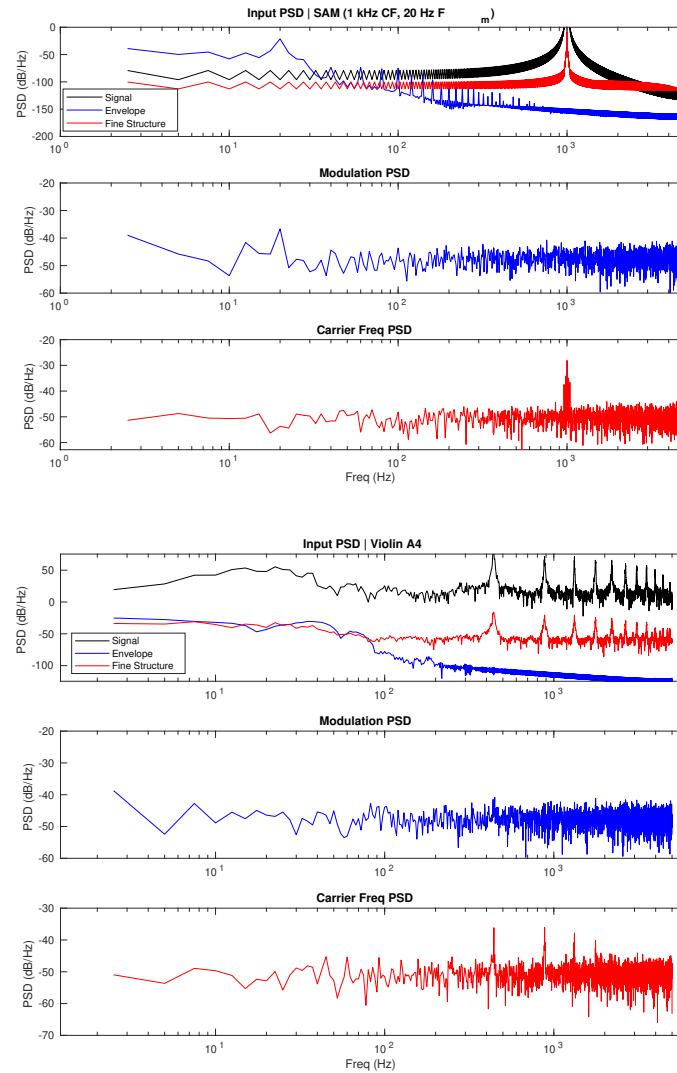 Input PSD | SAM (1 kHz CF, 20 Hz F m)
0
-50
-100
-150
-200
PSD (dB/Hz)
Signal
Envelope
Fine Structure
10^0
10^1
10^2
10^3
Modulation PSD
-20
-30
-40
-50
-60
PSD (dB/Hz)
10^0
10^1
10^2
10^3
Carrier Freq PSD
-20
-30
-40
-50
-60
PSD (dB/Hz)
10^0
10^1
10^2
10^3
Freq (Hz)
Input PSD | Violin A4
50
0
-50
-100
PSD (dB/Hz)
Signal
Envelope
Fine Structure
10^1
10^2
10^3
Modulation PSD
-20
-30
-40
-50
-60
PSD (dB/Hz)
10^1
10^2
10^3
Carrier Freq PSD
-30
-40
-50
-60
-70
PSD (dB/Hz)
10^1
10^2
10^3
Freq (Hz)